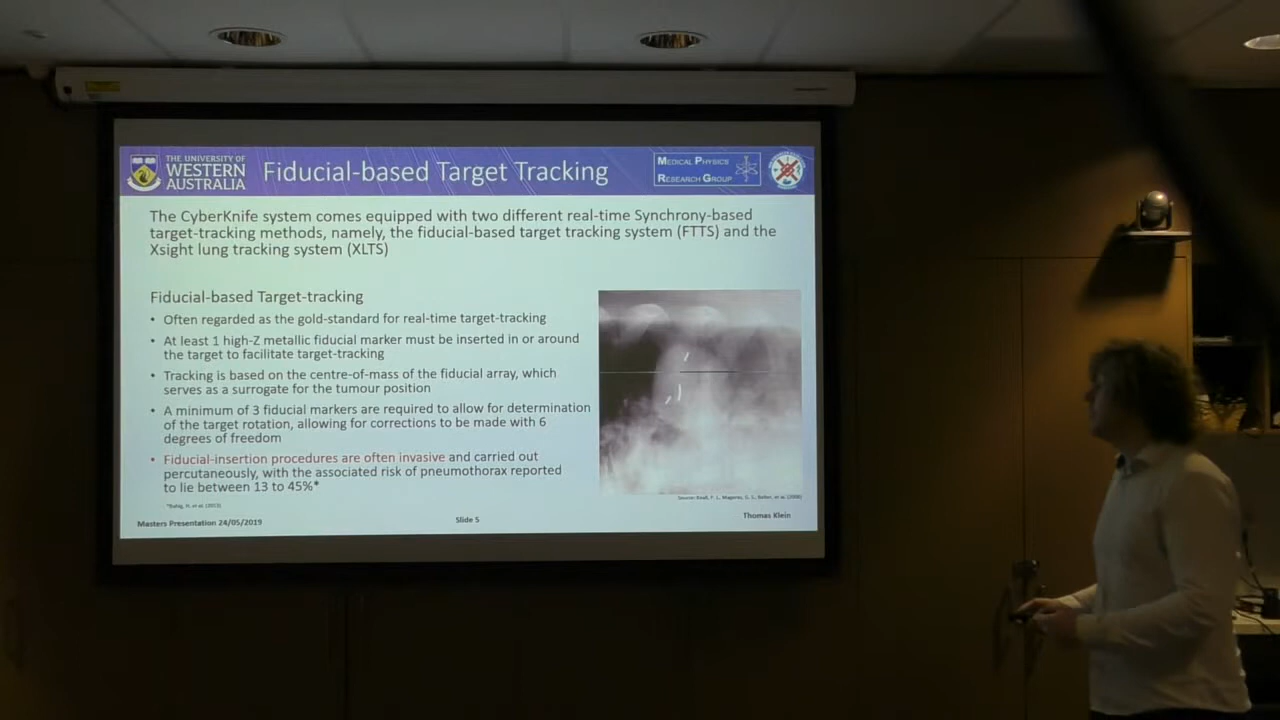 THE UNIVERSITY OF
WESTERN
AUSTRALIA
Fiducial-based Target Tracking
MEDICAL PHYSICS
RESEARCH GROUP
The CyberKnife system comes equipped with two different real-time Synchrony-based
target-tracking methods, namely, the fiducial-based target tracking system (FTTS) and the
Xsight lung tracking system (XLTS)
Fiducial-based Target-tracking
• Often regarded as the gold-standard for real-time target-tracking
• At least 1 high-Z metallic fiducial marker must be inserted in or around
the target to facilitate target-tracking
• Tracking is based on the centre-of-mass of the fiducial array, which
serves as a surrogate for the tumour position
• A minimum of 3 fiducial markers are required to allow for determination
of the target rotation, allowing for corrections to be made with 6
degrees of freedom
• Fiducial-insertion procedures are often invasive and carried out
percutaneously, with the associated risk of pneumothorax reported
to lie between 13 to 45%*
Masters Presentation 24/05/2019
Slide 5
Thomas Klein